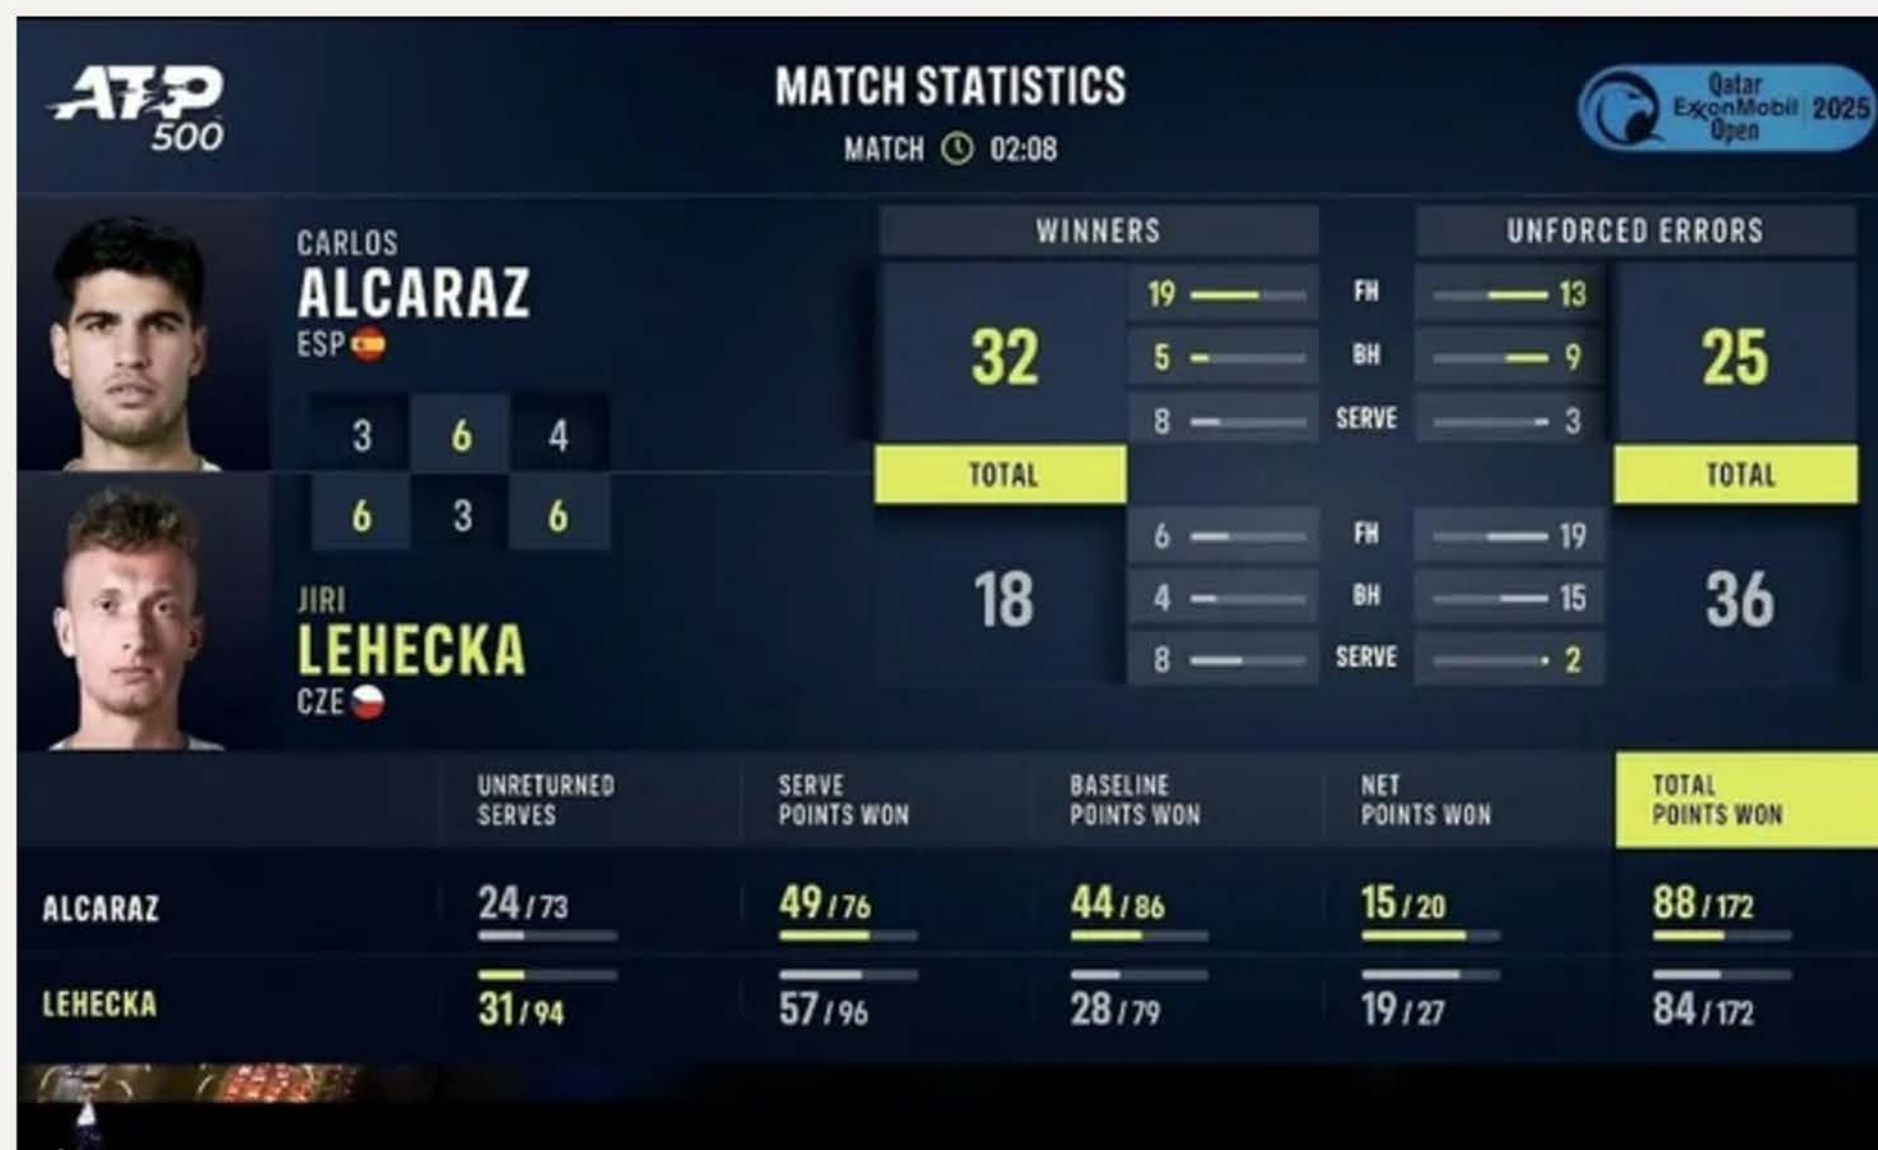 ATP
500
MATCH STATISTICS
MATCH 02:08
Qatar
ExxonMobil
Open
2025
CARLOS
ALCARAZ
ESP
3 6 4
6 3 6
JIRI
LEHECKA
CZE
WINNERS
UNFORCED ERRORS
32
19 FH 13
5 BH 9
8 SERVE 3
25
TOTAL
TOTAL
18
6 FH 19
4 BH 15
8 SERVE 2
36
UNRETURNED
SERVES
SERVE
POINTS WON
BASELINE
POINTS WON
NET
POINTS WON
TOTAL
POINTS WON
ALCARAZ 24/73 49/76 44/86 15/20 88/172
LEHECKA 31/94 57/96 28/79 19/27 84/172